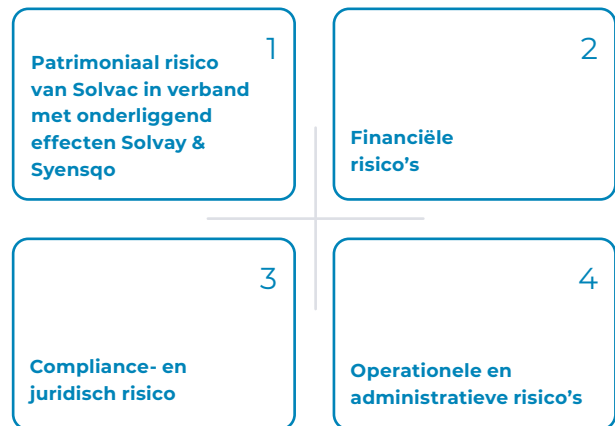 1
Patrimoniaal risico
van Solvac in verband
met onderliggend
effecten Solvay &
Syensqo
2
Financiële
risico's
3
Compliance- en
juridisch risico
4
Operationele en
administratieve risico's